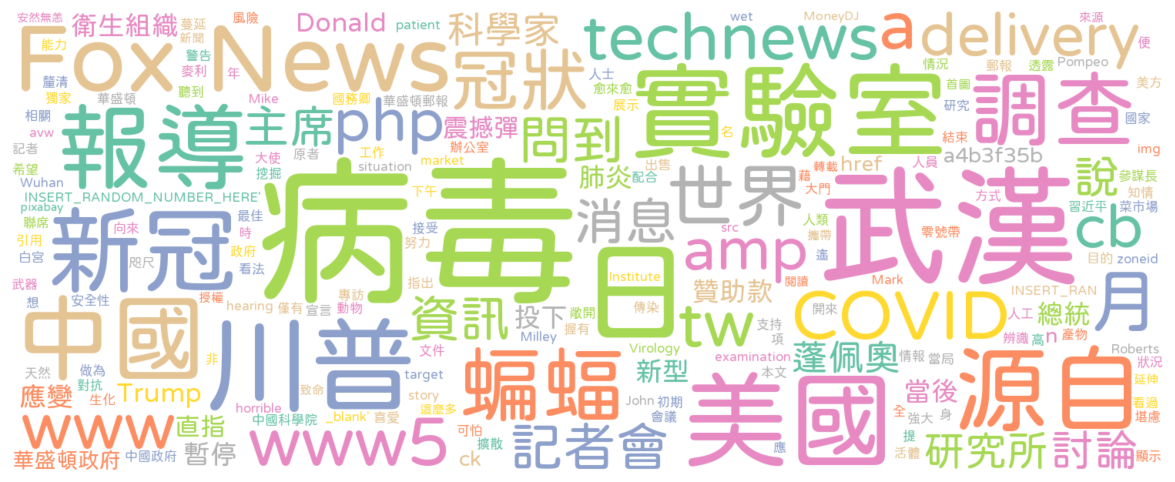 安然無恙
蔓延
衛生組織
風險
Donald
patient
科學家
wet
MoneyDJ
來源
能力
新聞
technews
a
delivery
便
Fox News
警告
冠狀
人士
情況
郵報
透露
Pompeo
釐清
麥利
年
愈來愈
首圖
美方
獨家
聽到
國務卿
展示
實驗室
研究
調查
國家
相關
華盛頓
Mike
華盛頓郵報
php
震撼彈
問到
名
結束
avw
報導
主席
辦公室
a4b3f35b
img
記者
大使
原者
工作
market
出售
轉載
人員
希望
挖掘
situation
肺炎
配合
href
參謀長
Wuhan
病毒
世界
藉
大門
武漢
方式
說
知情
INSERT_RANDOM_NUMBER_HERE'
下午
習近平
菜市場
pixabay
最佳
接受
消息
日
人類
零號帶
cb
聯席
新冠
向來
時
努力
src
攜帶
引用
政府
amp
遙
目的
zoneid
白宮
咫尺
看法
指出
Institute
閱讀
Mark
武器
安全性
授權
hearing
僅有
專訪
動物
敞開
贊助款
INSERT_RAN
月
想
中國
宣言
資訊
投下
傳染
tw
開來
COVID
人工
總統
川普
握有
Milley
支持
項
辨識
高
n
產物
非
文件
Virology
examination
蓬佩奧
情報
當局
Roberts
天然
做為
蝙蝠
新型
本文
狀況
應變
對抗
生化
Trump
致命
target
美國
當後
源自
延伸
story
John
初期
看過
horrible
_blank'
還麼多
會議
全
強大
身
堪慮
www
直指
中國科學院
喜愛
可怕
提
華盛頓政府
中國政府
暫停
www5
ck
擴散
記者會
應
活體
研究所
討論
顯示